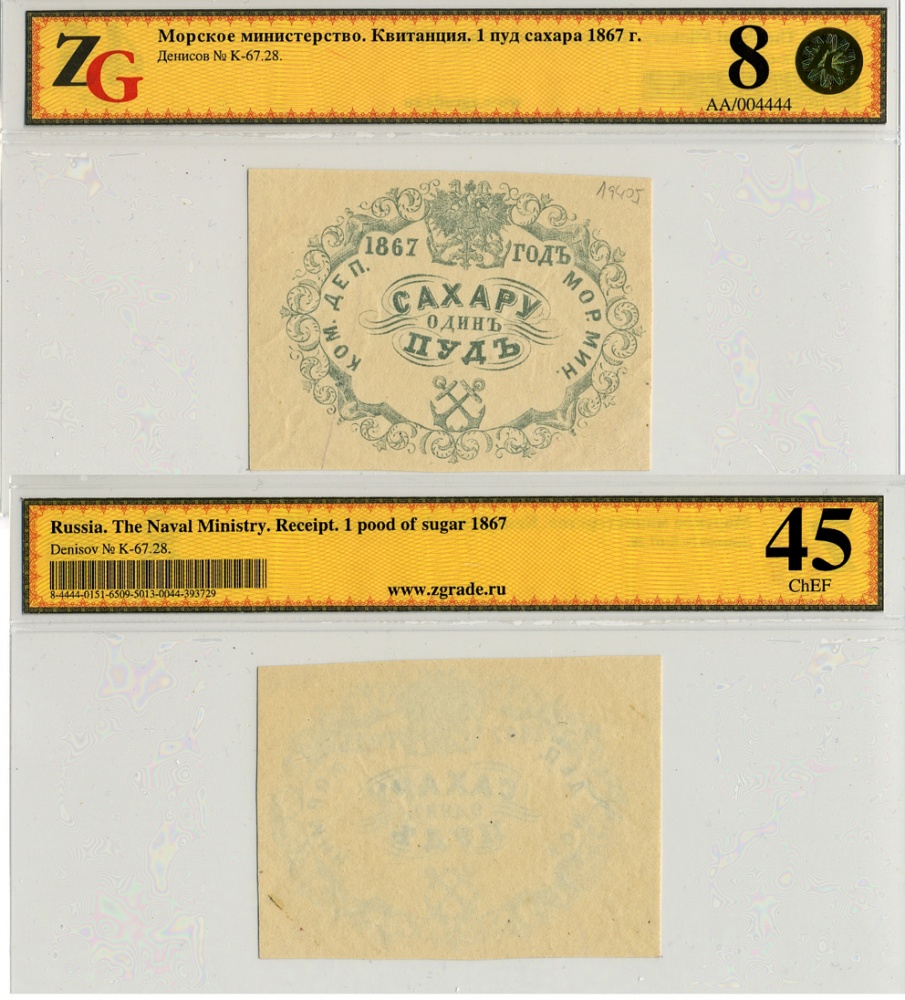 ZG
Морское министерство. Квитанция. 1 пуд сахара 1867 г.
Денисов № K-67.28.
8
AA/004444
19405
1867 ГОДЪ
КОМ. ДЕП. МОР МИН.
САХАРУ
ОДИНЪ
ПУДЪ
Russia. The Naval Ministry. Receipt. 1 pood of sugar 1867
Denisov № K-67.28.
8-4444-0151-6509-5013-0044-393729
www.zgrade.ru
45
ChEF